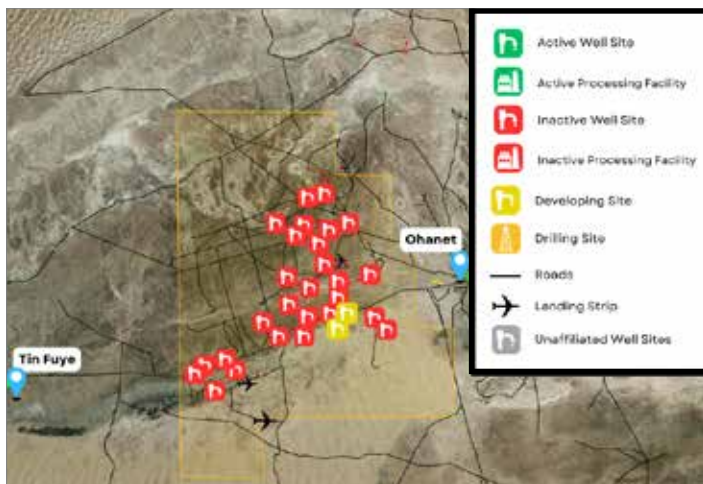 Active Well Site
Active Processing Facility
Inactive Well Site
Inactive Processing Facility
Developing Site
Drilling Site
Roads
Landing Strip
Unaffiliated Well Sites
Ohanet
Tin Fuye